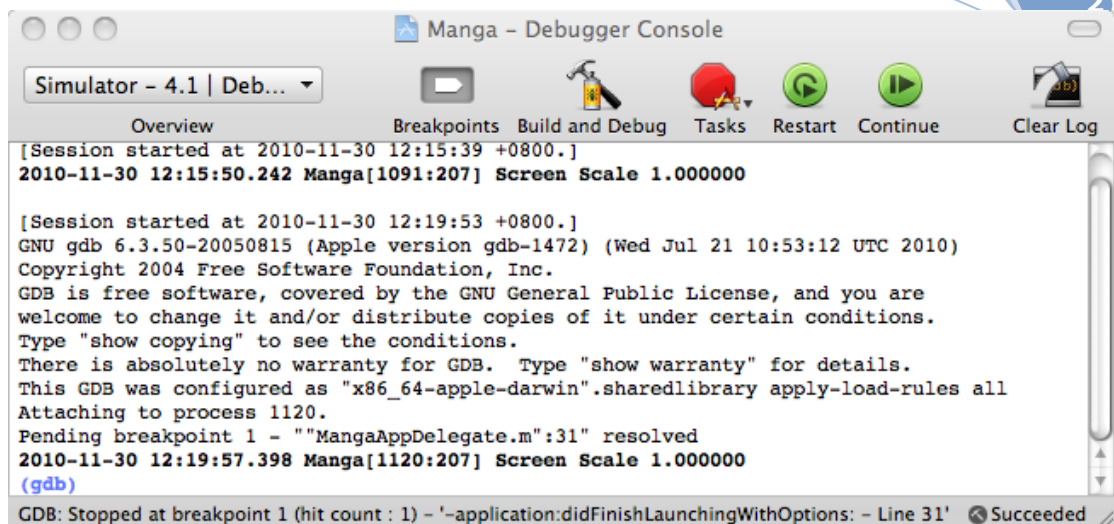 Manga – Debugger Console
Simulator – 4.1 | Deb...
Overview
Breakpoints
Build and Debug
Tasks
Restart
Continue
Clear Log
[Session started at 2010-11-30 12:15:39 +0800.]
2010-11-30 12:15:50.242 Manga[1091:207] Screen Scale 1.000000
[Session started at 2010-11-30 12:19:53 +0800.]
GNU gdb 6.3.50-20050815 (Apple version gdb-1472) (Wed Jul 21 10:53:12 UTC 2010)
Copyright 2004 Free Software Foundation, Inc.
GDB is free software, covered by the GNU General Public License, and you are
welcome to change it and/or distribute copies of it under certain conditions.
Type "show copying" to see the conditions.
There is absolutely no warranty for GDB.  Type "show warranty" for details.
This GDB was configured as "x86_64-apple-darwin".sharedlibrary apply-load-rules all
Attaching to process 1120.
Pending breakpoint 1 - ""MangaAppDelegate.m":31" resolved
2010-11-30 12:19:57.398 Manga[1120:207] Screen Scale 1.000000
(gdb)
GDB: Stopped at breakpoint 1 (hit count : 1) – '-application:didFinishLaunchingWithOptions: – Line 31'
Succeeded